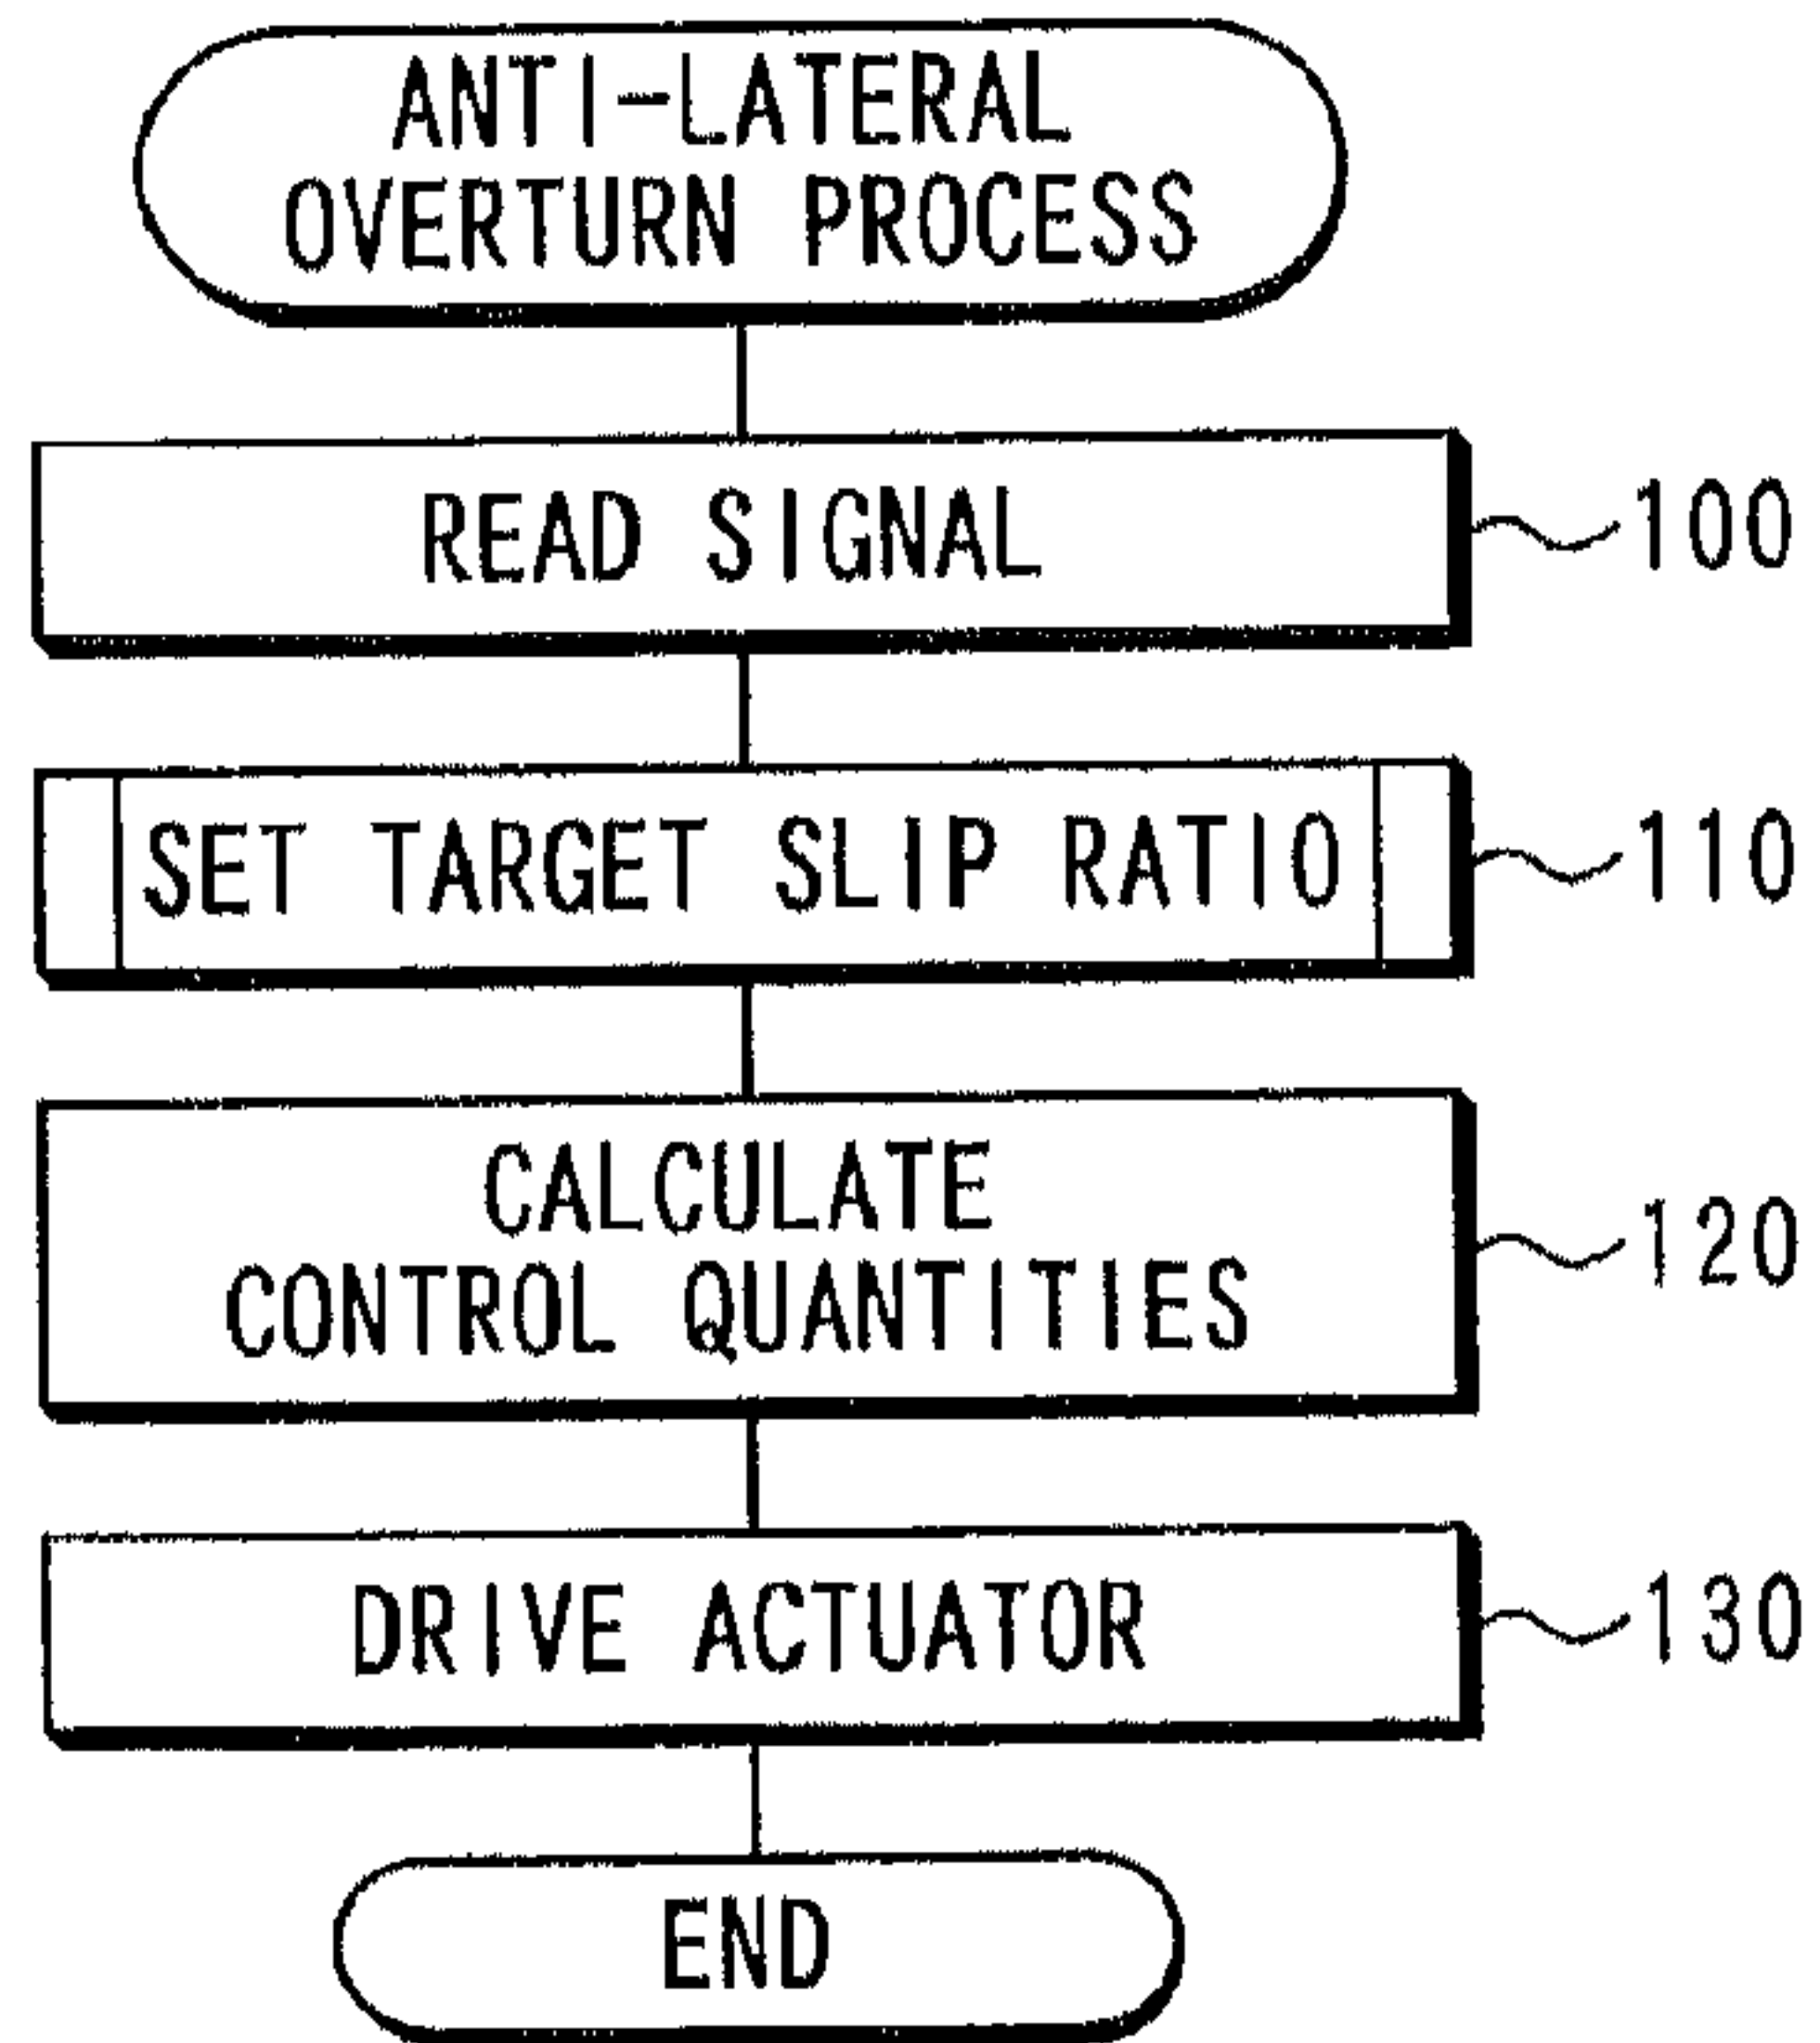 ANTI-LATERAL
OVERTURN PROCESS
READ SIGNAL
100
SET TARGET SLIP RATIO
110
CALCULATE
CONTROL QUANTITIES
120
DRIVE ACTUATOR
130
END